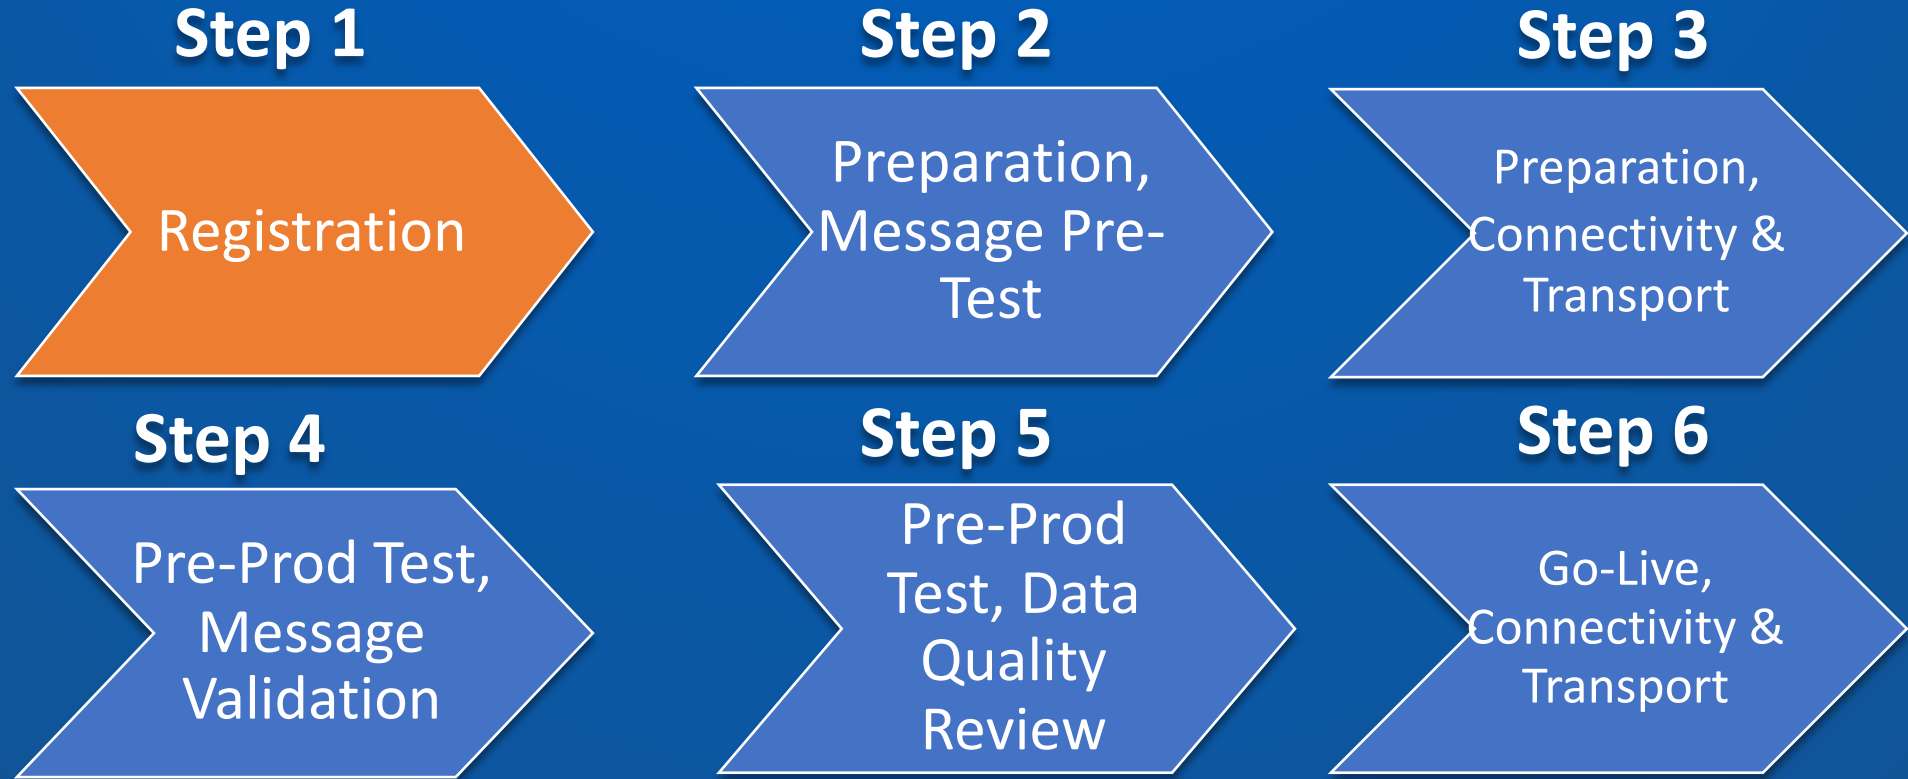 Step 1
Registration
Step 2
Preparation,
Message Pre-
Test
Step 3
Preparation,
Connectivity &
Transport
Step 4
Pre-Prod Test,
Message
Validation
Step 5
Pre-Prod
Test, Data
Quality
Review
Step 6
Go-Live,
Connectivity &
Transport